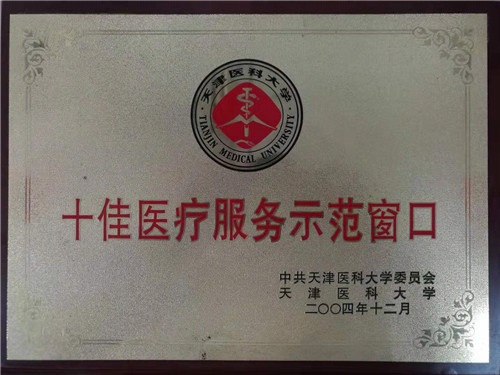 天津医科大学
TIANJIN MEDICAL UNIVERSITY
十佳医疗服务示范窗口
中共天津医科大学委员会
天津医科大学
二〇〇四年十二月